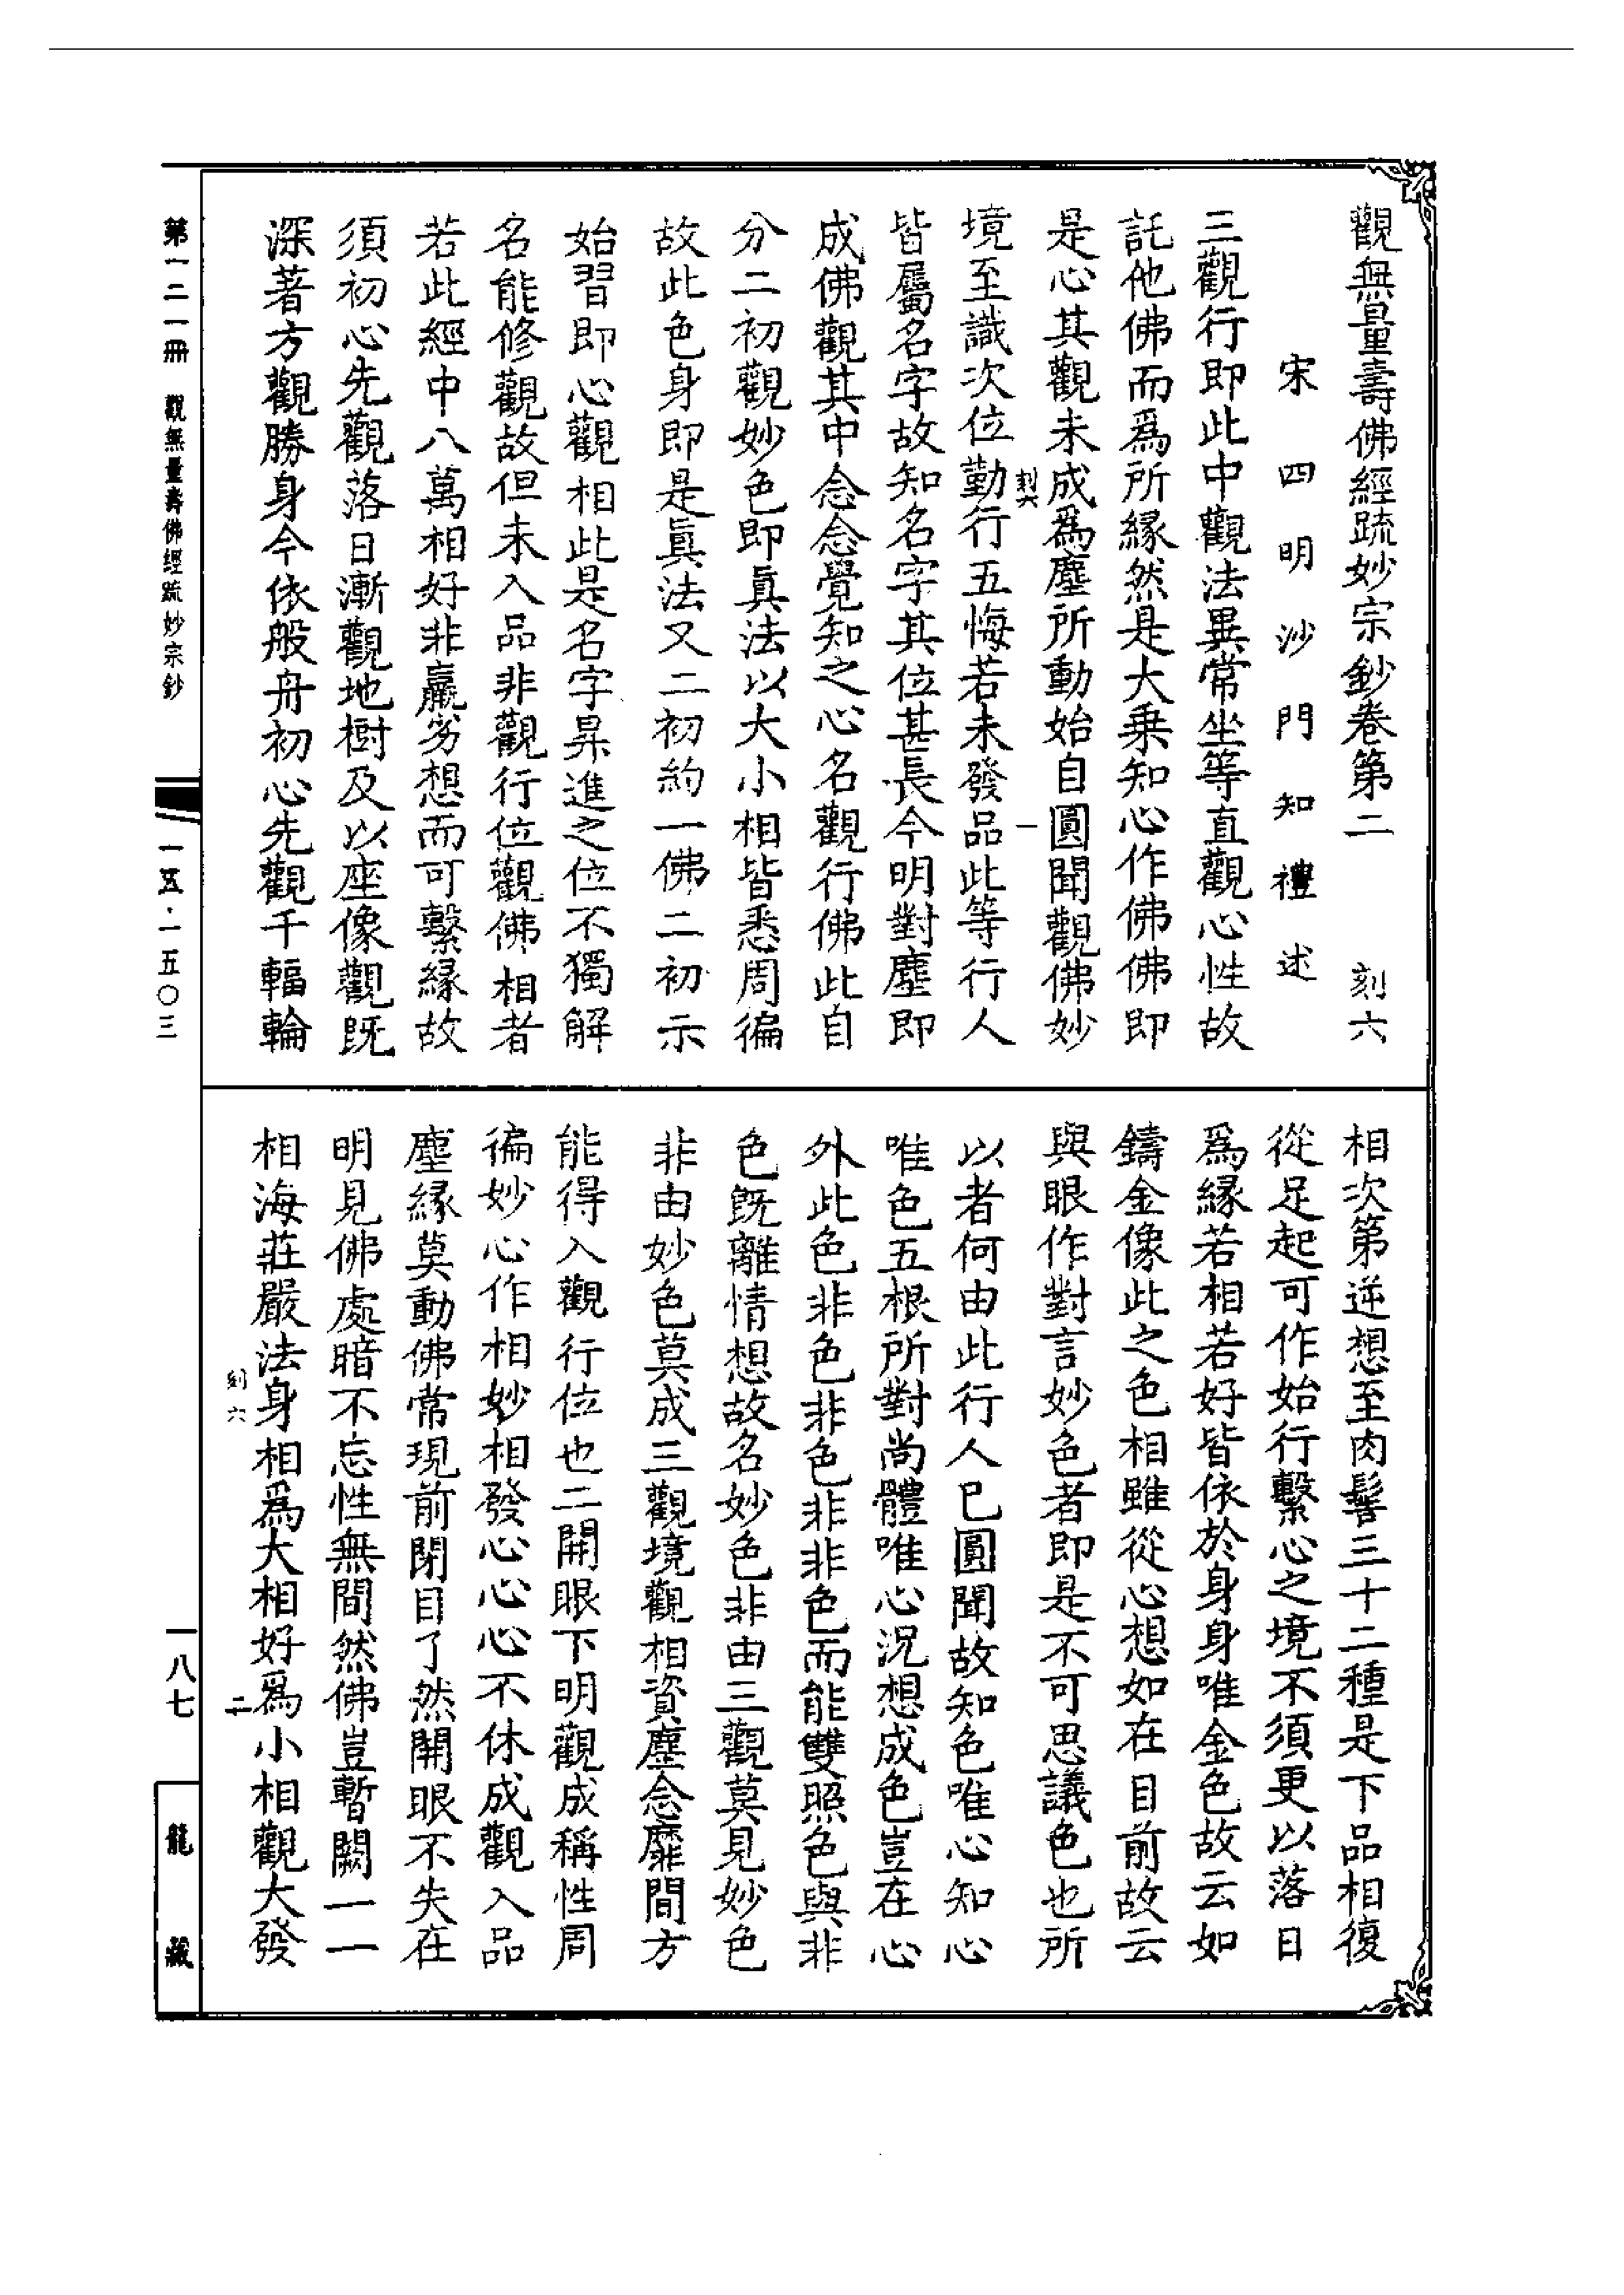 觀無量壽佛經䟽妙宗鈔卷第二　刻六
宋四明沙門知禮述
三觀行即此中觀法異常坐等直觀心性故
託他佛而爲所緣然是大乗知心作佛佛即
是心其觀未成爲塵所動始自圓聞觀佛妙
刻六　一
境至識次位勤行五悔若未發品此等行人
皆屬名字故知名字其位甚長今明對塵即
成佛觀其中念念覺知之心名觀行佛此自
分二初觀妙色即眞法以大小相皆悉周徧
故此色身即是眞法又二初約一佛二初示
始習即心觀相此是名字昇進之位不獨解
名能修觀故但未入品非觀行位觀佛相者
若此經中八萬相好非羸劣想而可繫緣故
須初心先觀落日漸觀地樹及以座像觀旣
深著方觀勝身今依般舟初心先觀千輻輪
相次第逆想至肉髻三十二種是下品相復
從足起可作始行繫心之境不須更以落日
爲緣若相若好皆依於身身唯金色故云如
鑄金像此之色相雖從心想如在目前故云
與眼作對言妙色者即是不可思議色也所
以者何由此行人巳圓聞故知色唯心知心
唯色五根所對尚體唯心況想成色豈在心
外此色非色非色非非色而能雙照色與非
色旣離情想故名妙色非由三觀莫見妙色
非由妙色莫成三觀境觀相資塵念靡間方
能得入觀行位也二開眼下明觀成稱性周
徧妙心作相妙相發心心心不休成觀入品
塵緣莫動佛常現前閉目了然開眼不失在
明見佛處暗不忘性無間然佛豈暫闕一一
相海莊嚴法身相爲大相好爲小相觀大發
刻六　二
第一二一冊　觀無量壽佛經䟽妙宗鈔
一五·一五〇三
一八七
龍藏